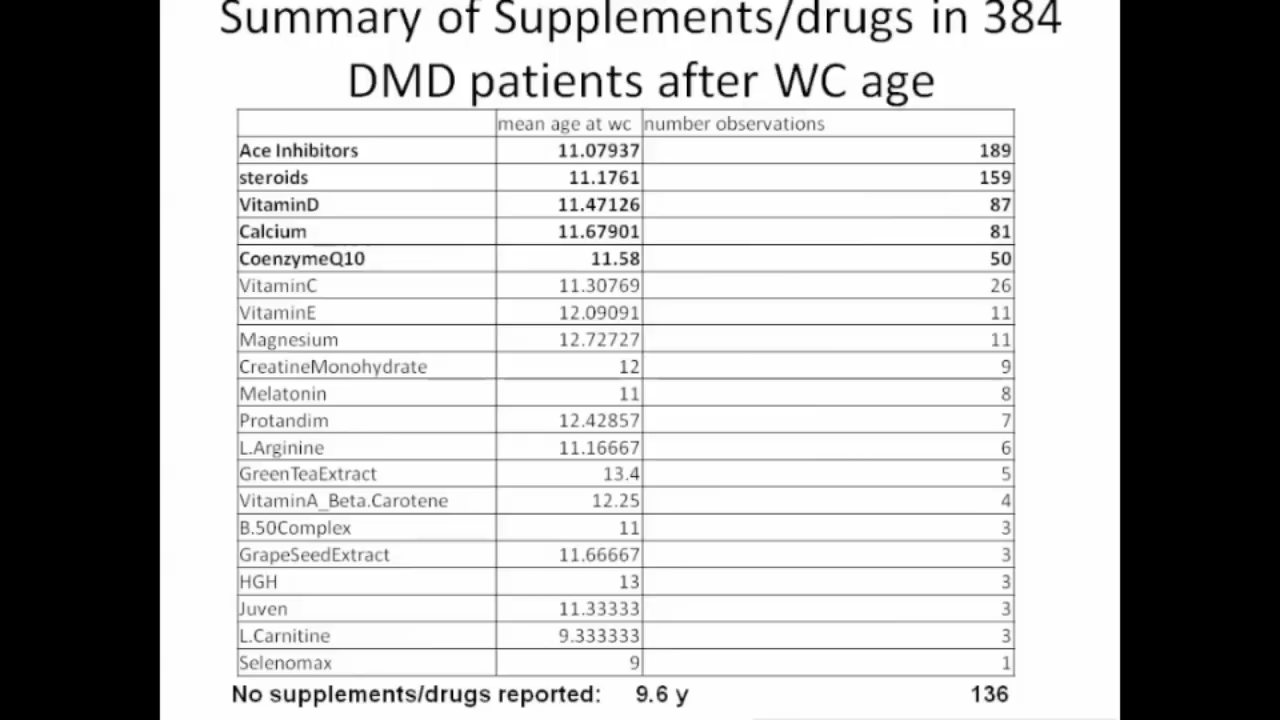 Summary of Supplements/drugs in 384
DMD patients after WC age
mean age at wc number observations
Ace Inhibitors 11.07937 189
steroids 11.1761 159
VitaminD 11.47126 87
Calcium 11.67901 81
CoenzymeQ10 11.58 50
VitaminC 11.30769 26
VitaminE 12.09091 11
Magnesium 12.72727 11
CreatineMonohydrate 12 9
Melatonin 11 8
Protandim 12.42857 7
L.Arginine 11.16667 6
GreenTeaExtract 13.4 5
VitaminA_Beta.Carotene 12.25 4
B.50Complex 11 3
GrapeSeedExtract 11.66667 3
HGH 13 3
Juven 11.33333 3
L.Carnitine 9.333333 3
Selenomax 9 1
No supplements/drugs reported: 9.6 y 136